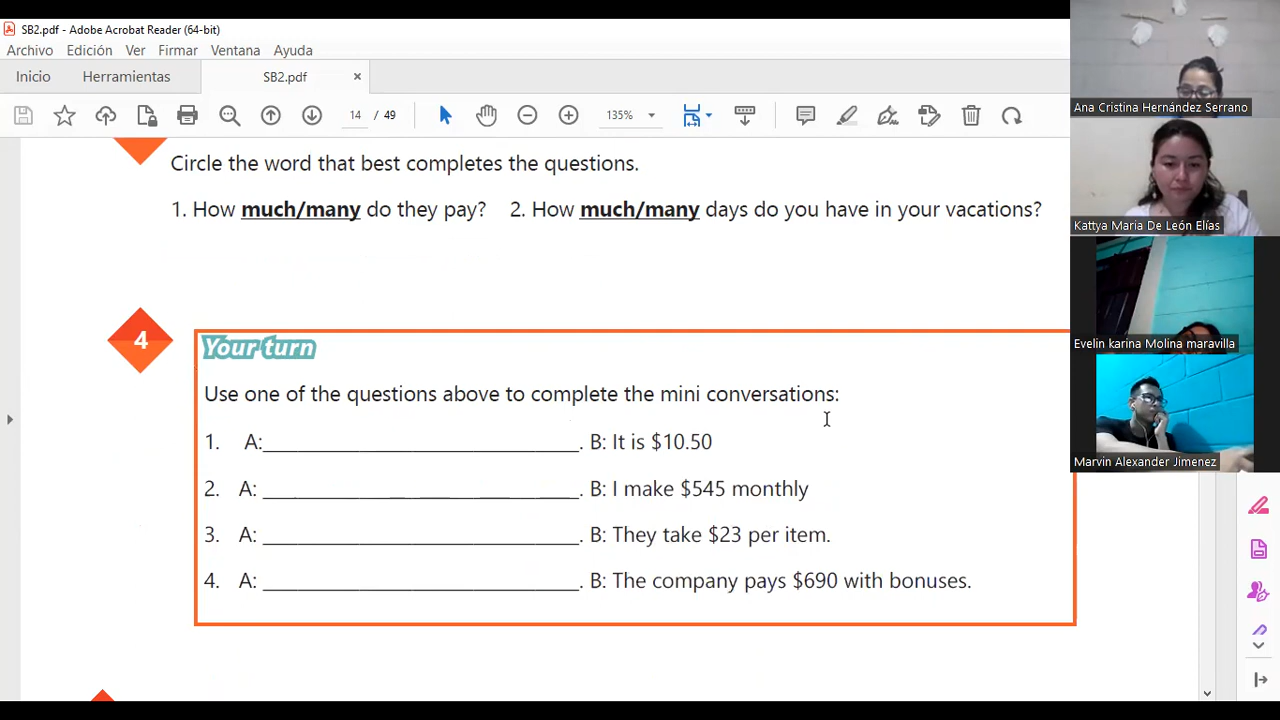 SB2.pdf - Adobe Acrobat Reader (64-bit)
Archivo Edición Ver Firmar Ventana Ayuda
Inicio Herramientas SB2.pdf ×
14 / 49 135%
Circle the word that best completes the questions.
1. How much/many do they pay? 2. How much/many days do you have in your vacations?
4
Your turn
Use one of the questions above to complete the mini conversations:
1. A:______________________________. B: It is $10.50
2. A: ______________________________. B: I make $545 monthly
3. A: ______________________________. B: They take $23 per item.
4. A: ______________________________. B: The company pays $690 with bonuses.
Ana Cristina Hernández Serrano
Kattya Maria De León Elías
Evelin karina Molina maravilla
Marvin Alexander Jimenez